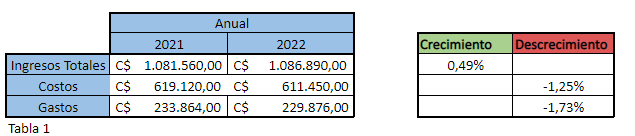 Anual
2021 2022 Crecimiento Descrecimiento
Ingresos Totales C$ 1.081.560,00 C$ 1.086.890,00 0,49%
Costos C$ 619.120,00 C$ 611.450,00 -1,25%
Gastos C$ 233.864,00 C$ 229.876,00 -1,73%
Tabla 1